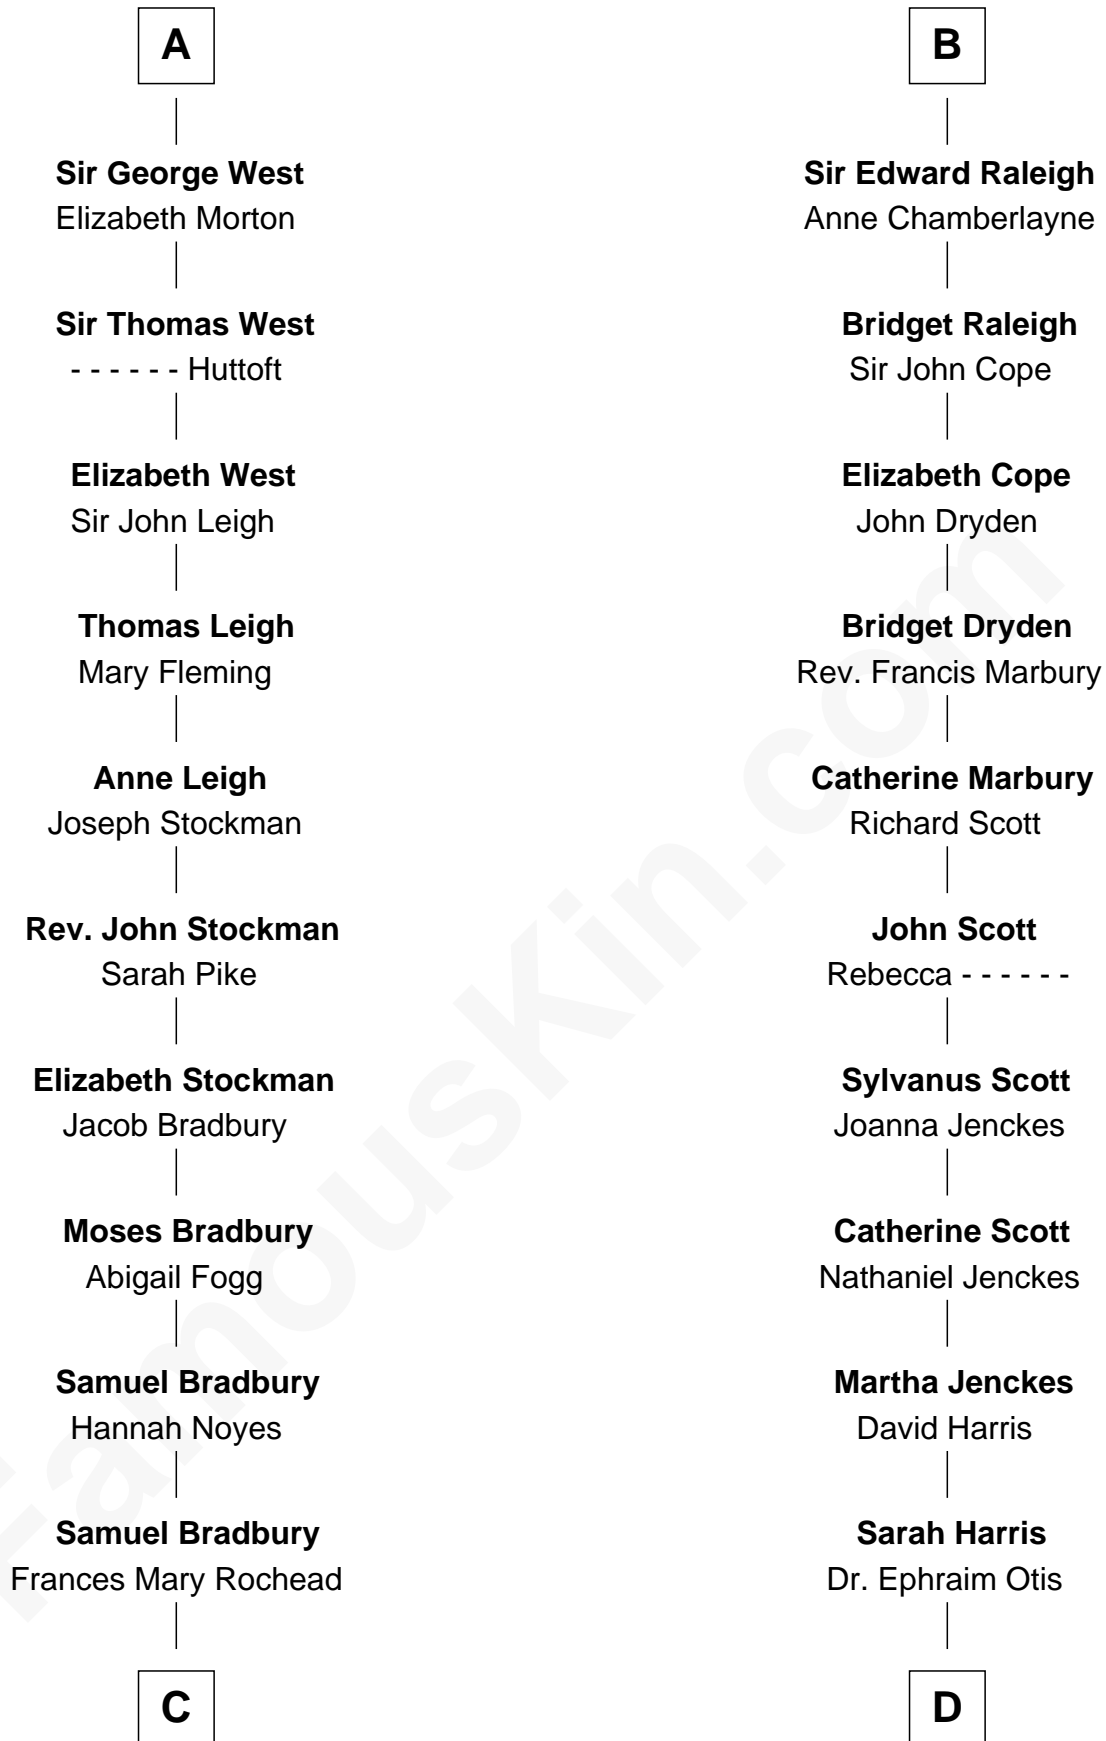 A
Sir George West
Elizabeth Morton
Sir Thomas West
- - - - - - Huttoft
Elizabeth West
Sir John Leigh
Thomas Leigh
Mary Fleming
Anne Leigh
Joseph Stockman
Rev. John Stockman
Sarah Pike
Elizabeth Stockman
Jacob Bradbury
Moses Bradbury
Abigail Fogg
Samuel Bradbury
Hannah Noyes
Samuel Bradbury
Frances Mary Rochead
C
B
Sir Edward Raleigh
Anne Chamberlayne
Bridget Raleigh
Sir John Cope
Elizabeth Cope
John Dryden
Bridget Dryden
Rev. Francis Marbury
Catherine Marbury
Richard Scott
John Scott
Rebecca - - - - - -
Sylvanus Scott
Joanna Jenckes
Catherine Scott
Nathaniel Jenckes
Martha Jenckes
David Harris
Sarah Harris
Dr. Ephraim Otis
D
FamousKin.com